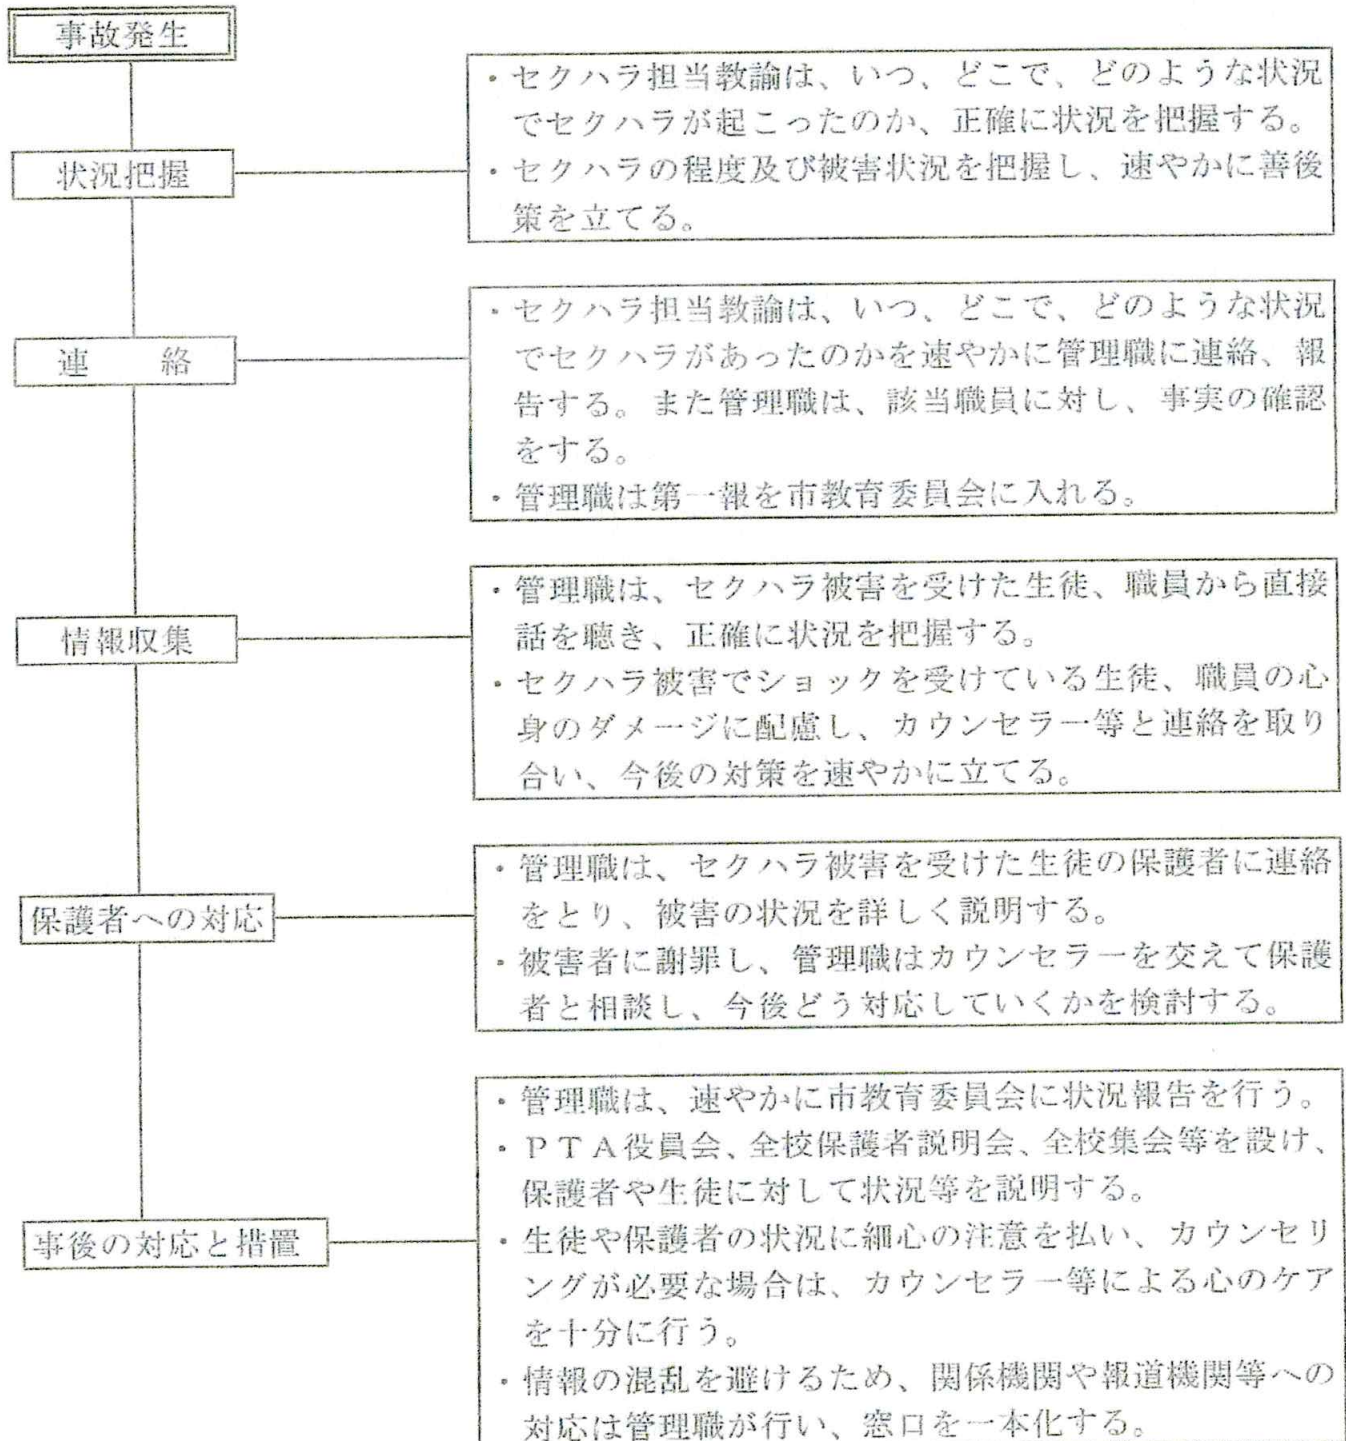 事故発生
状況把握
・セクハラ担当教諭は、いつ、どこで、どのような状況
でセクハラが起こったのか、正確に状況を把握する。
・セクハラの程度及び被害状況を把握し、速やかに善後
策を立てる。
連　　絡
・セクハラ担当教諭は、いつ、どこで、どのような状況
でセクハラがあったのかを速やかに管理職に連絡、報
告する。また管理職は、該当職員に対し、事実の確認
をする。
・管理職は第一報を市教育委員会に入れる。
情報収集
・管理職は、セクハラ被害を受けた生徒、職員から直接
話を聴き、正確に状況を把握する。
・セクハラ被害でショックを受けている生徒、職員の心
身のダメージに配慮し、カウンセラー等と連絡を取り
合い、今後の対策を速やかに立てる。
保護者への対応
・管理職は、セクハラ被害を受けた生徒の保護者に連絡
をとり、被害の状況を詳しく説明する。
・被害者に謝罪し、管理職はカウンセラーを交えて保護
者と相談し、今後どう対応していくかを検討する。
事後の対応と措置
・管理職は、速やかに市教育委員会に状況報告を行う。
・ＰＴＡ役員会、全校保護者説明会、全校集会等を設け、
保護者や生徒に対して状況等を説明する。
・生徒や保護者の状況に細心の注意を払い、カウンセリ
ングが必要な場合は、カウンセラー等による心のケア
を十分に行う。
・情報の混乱を避けるため、関係機関や報道機関等への
対応は管理職が行い、窓口を一本化する。